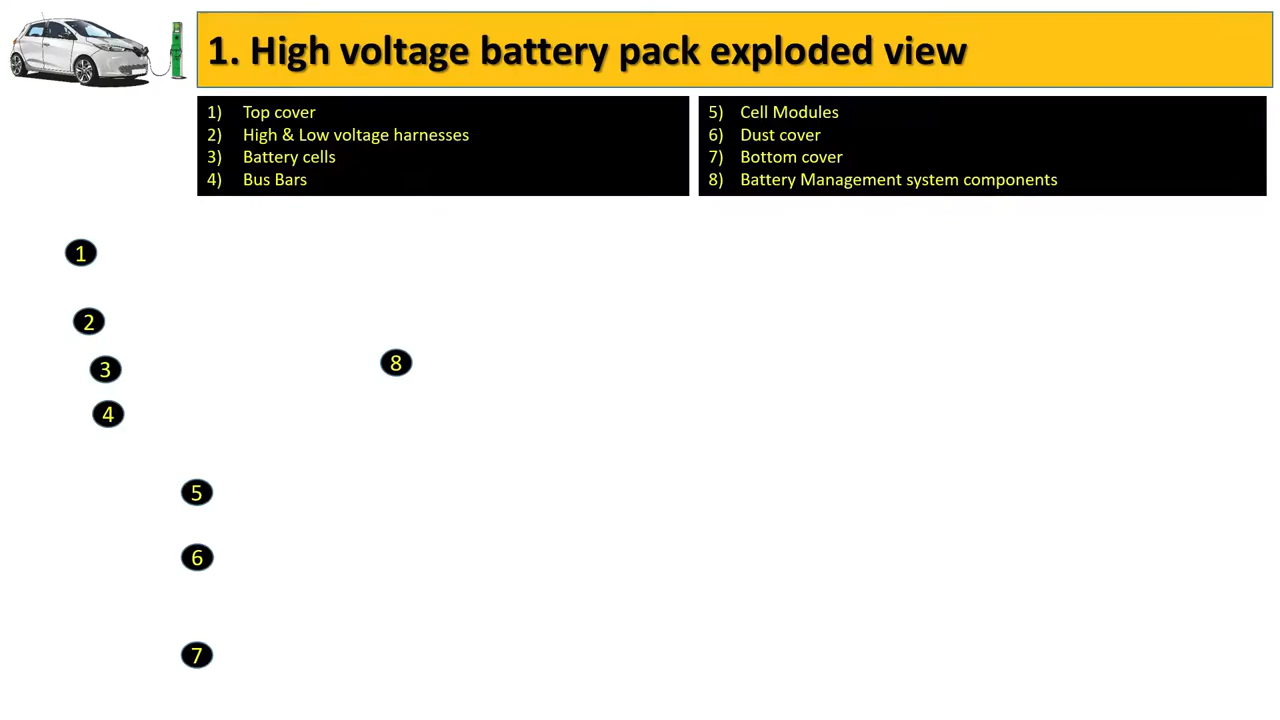 1. High voltage battery pack exploded view
1) Top cover
2) High & Low voltage harnesses
3) Battery cells
4) Bus Bars
5) Cell Modules
6) Dust cover
7) Bottom cover
8) Battery Management system components
1
2
3
8
4
5
6
7